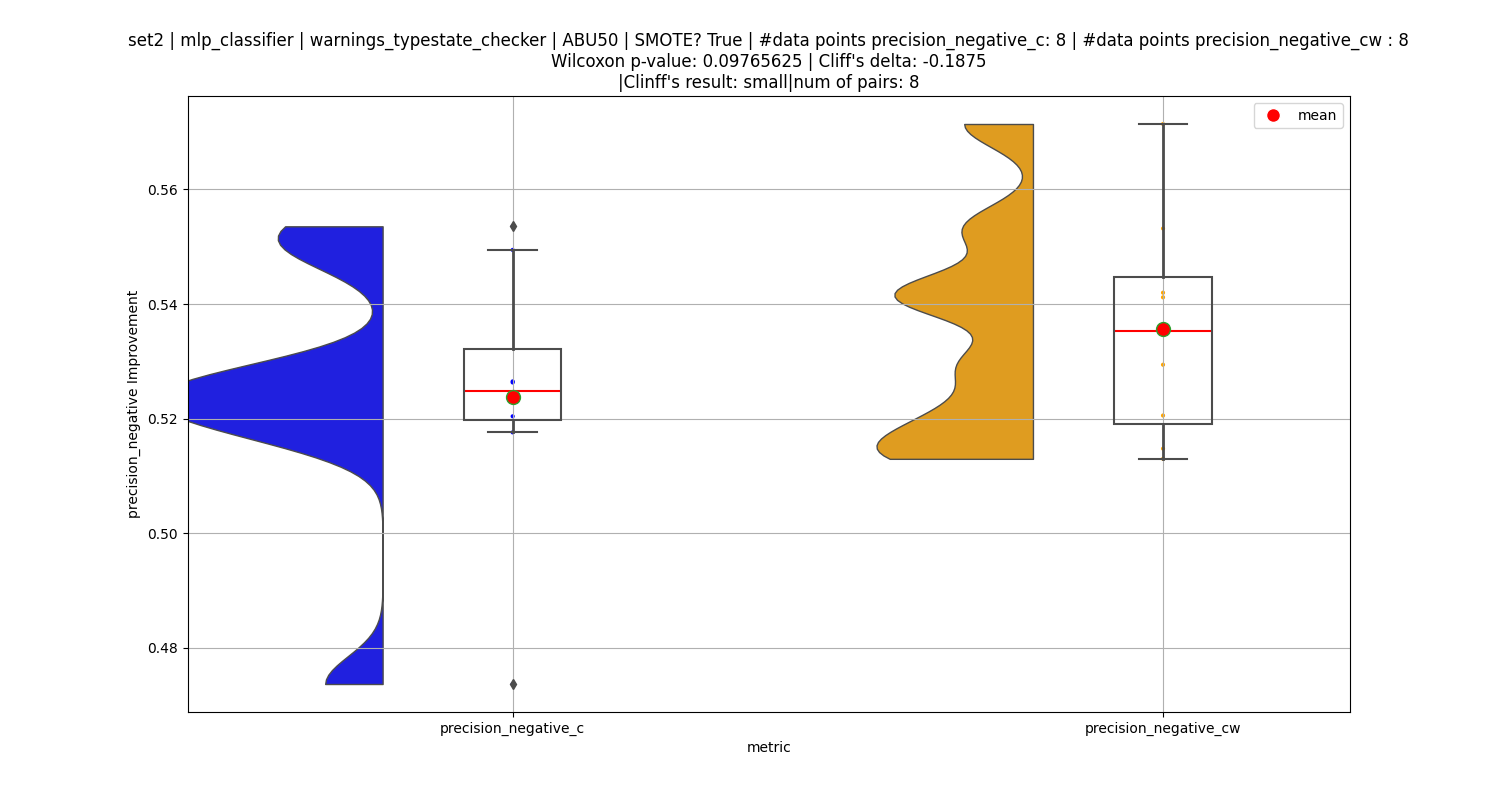 set2 | mlp_classifier | warnings_typestate_checker | ABU50 | SMOTE? True | #data points precision_negative_c: 8 | #data points precision_negative_cw : 8
Wilcoxon p-value: 0.09765625 | Cliff's delta: -0.1875
|Clinff's result: small|num of pairs: 8
mean
0.56
0.54
0.52
0.50
0.48
precision_negative Improvement
precision_negative_c
precision_negative_cw
metric